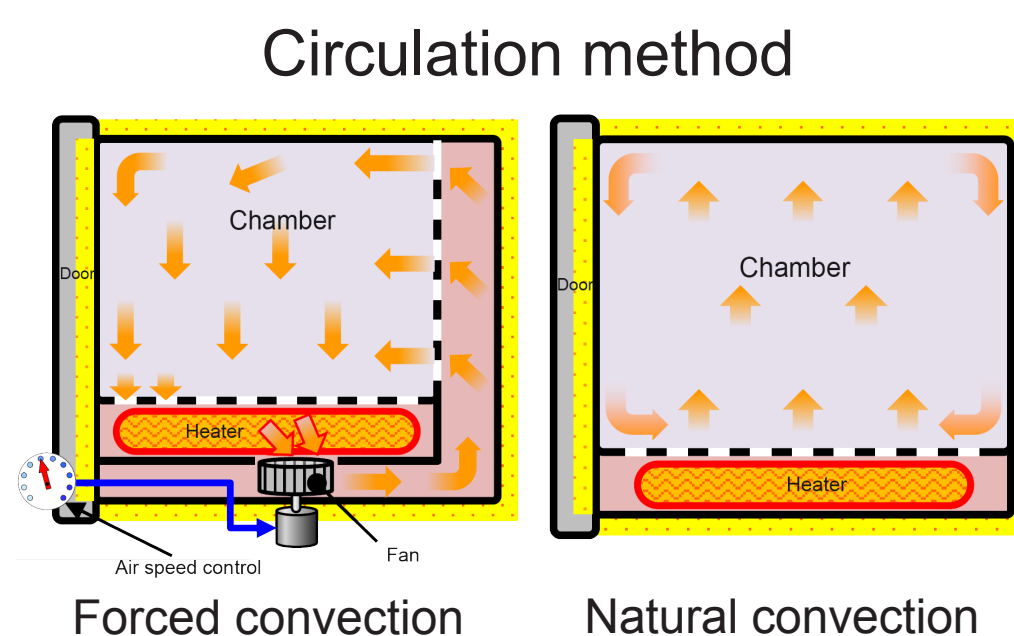 Circulation method
Chamber
Door
Heater
Air speed control
Fan
Forced convection
Chamber
Door
Heater
Natural convection